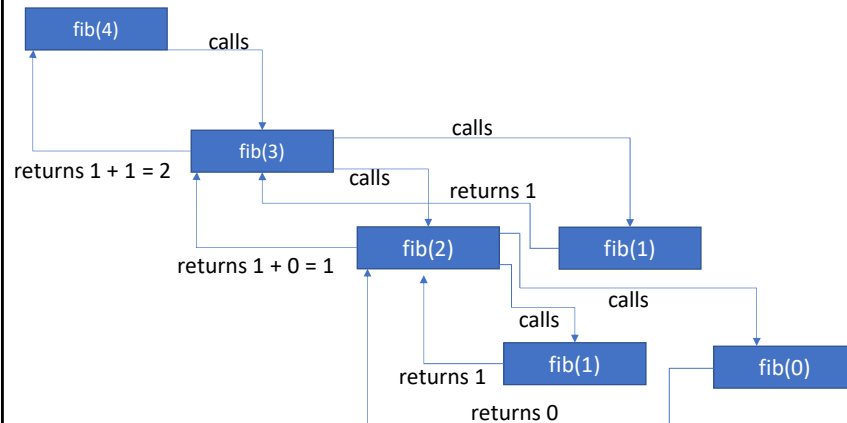 fib(4)
calls
calls
fib(3)
returns 1 + 1 = 2
calls
returns 1
fib(2)
fib(1)
returns 1 + 0 = 1
calls
calls
fib(1)
fib(0)
returns 1
returns 0